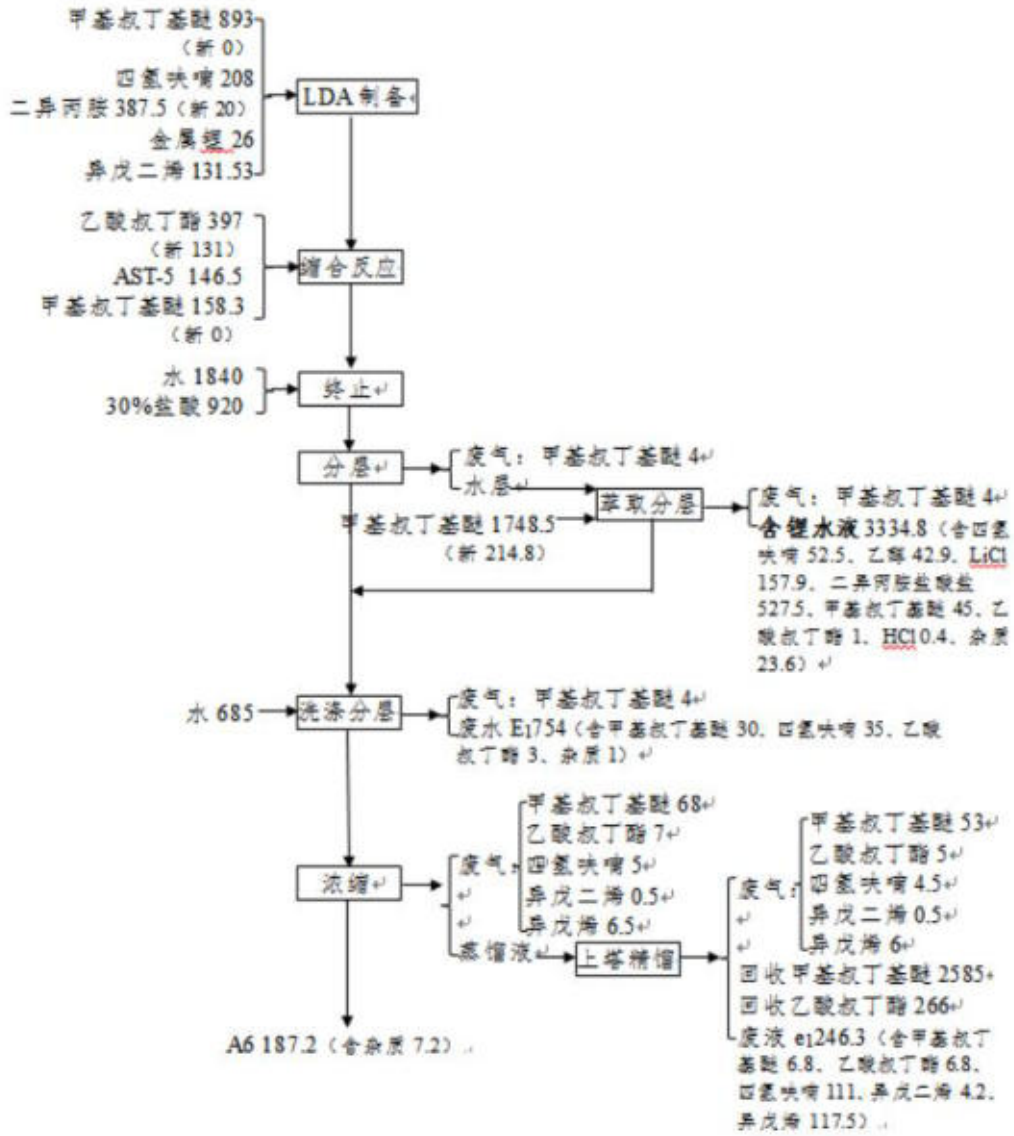 甲基叔丁基醚 893
（新 0）
四氢呋喃 208
二异丙胺 387.5（新 20）
金属锂 26
异戊二烯 131.53
LDA 制备
乙酸叔丁酯 397
（新 131）
AST-5 146.5
甲基叔丁基醚 158.3
（新 0）
缩合反应
水 1840
30%盐酸 920
终止
分层
废气：甲基叔丁基醚 4
水层
甲基叔丁基醚 1748.5
（新 214.8）
萃取分层
废气：甲基叔丁基醚 4
含锂水液 3334.8（含四氢
呋喃 52.5、乙醇 42.9、LiCl
157.9、二异丙胺盐酸盐
527.5、甲基叔丁基醚 45、乙
酸叔丁酯 1、HCl 0.4、杂质
23.6）
水 685
洗涤分层
废气：甲基叔丁基醚 4
废水 E1754（含甲基叔丁基醚 30、四氢呋喃 35、乙酸
叔丁酯 3、杂质 1）
浓缩
废气：
甲基叔丁基醚 68
乙酸叔丁酯 7
四氢呋喃 5
异戊二烯 0.5
异戊烯 6.5
蒸馏液
上塔精馏
废气：
甲基叔丁基醚 53
乙酸叔丁酯 5
四氢呋喃 4.5
异戊二烯 0.5
异戊烯 6
回收甲基叔丁基醚 2585
回收乙酸叔丁酯 266
废液 e1246.3（含甲基叔丁
基醚 6.8、乙酸叔丁酯 6.8、
四氢呋喃 111、异戊二烯 4.2、
异戊烯 117.5）
A6 187.2（含杂质 7.2）